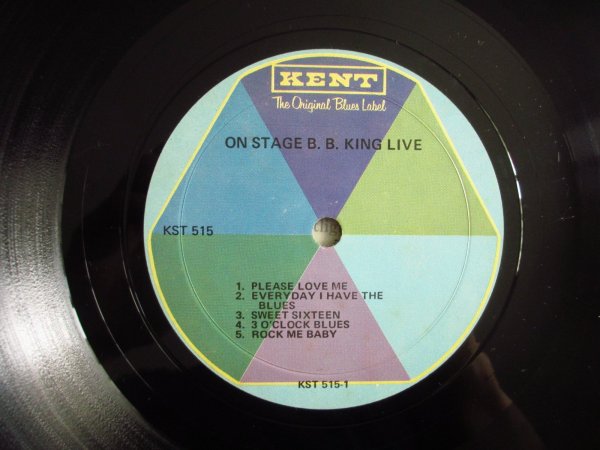 KENT
The Original Blues Label
ON STAGE B. B. KING LIVE
KST 515
1. PLEASE LOVE ME
2. EVERYDAY I HAVE THE
BLUES
3. SWEET SIXTEEN
4. 3 O'CLOCK BLUES
5. ROCK ME BABY
KST 515-1